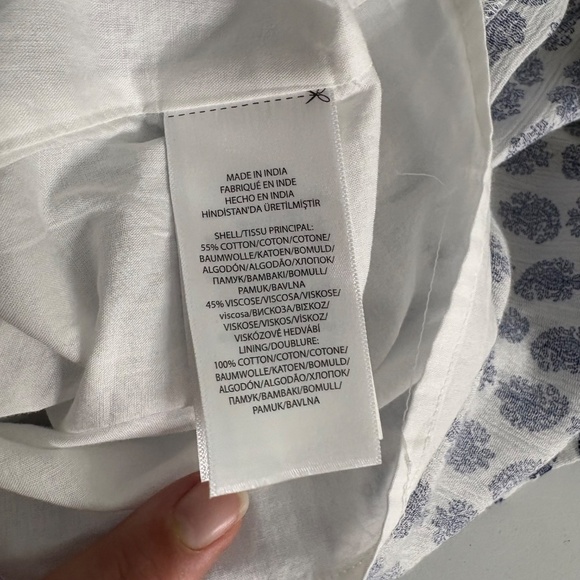 MADE IN INDIA
FABRIQUÉ EN INDE
HECHO EN INDIA
HİNDİSTAN'DA ÜRETİLMİŞTİR
SHELL/TISSU PRINCIPAL:
55% COTTON/COTON/COTONE/
BAUMWOLLE/KATOEN/BOMULD/
ALGODÓN/ALGODÃO/ХЛОПОК
ПАМУК/BAMBAKI/BOMULL/
PAMUK/BAVLNA
45% VISCOSE/VISCOSA/VISKOSE/
viscosa/ВИСКОЗА/ΒΙΣΚΟΖ/
VISKOSE/VISKOS/VİSKOZ/
VISKÓZOVÉ HEDVÁBÍ
LINING/DOUBLURE:
100% COTTON/COTON/COTONE/
BAUMWOLLE/KATOEN/BOMULD/
ALGODÓN/ALGODÃO/ХЛОПОК
ПАМУК/BAMBAKI/BOMULL/
PAMUK/BAVLNA